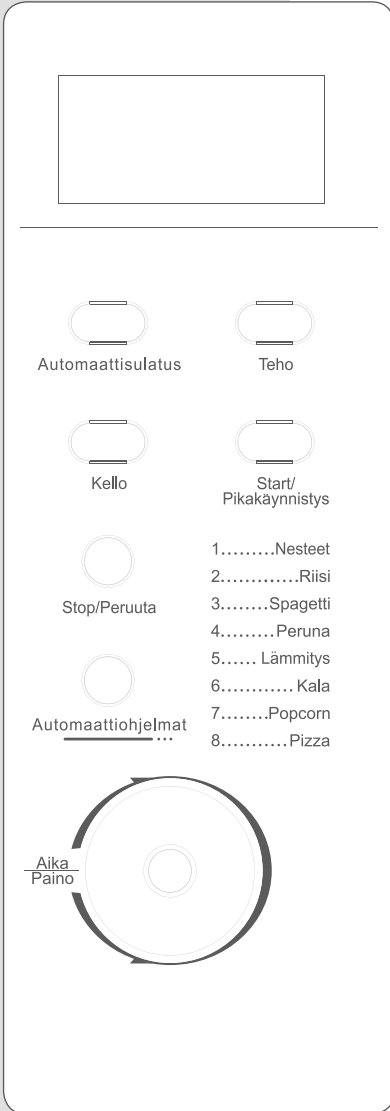 Automaattisulatus
Teho
Kello
Start/
Pikakäynnistys
Stop/Peruuta
Automaattiohjelmat
1.........Nesteet
2.............Riisi
3........Spagetti
4.........Peruna
5...... Lämmitys
6............ Kala
7........Popcorn
8...........Pizza
Aika
Paino